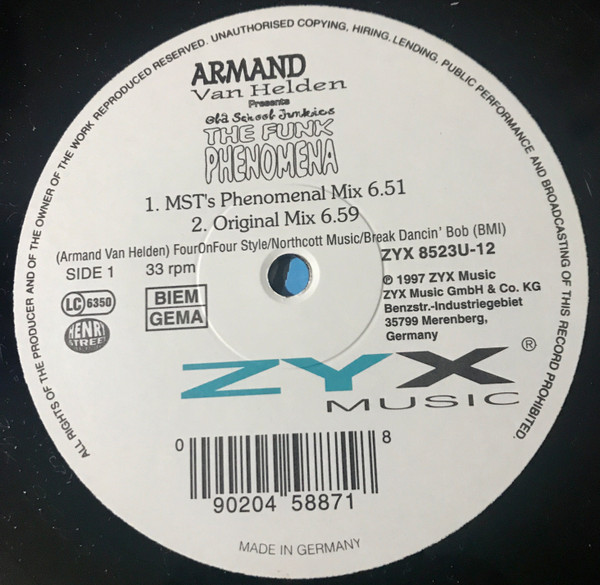 ALL RIGHTS OF THE PRODUCER AND OF THE OWNER OF THE WORK REPRODUCED RESERVED. UNAUTHORISED COPYING, HIRING, LENDING, PUBLIC PERFORMANCE AND BROADCASTING OF THIS RECORD PROHIBITED.
ARMAND
Van Helden
Presents
Old School Junkies
THE FUNK
PHENOMENA
1. MST's Phenomenal Mix 6.51
2. Original Mix 6.59
(Armand Van Helden) FourOnFour Style/Northcott Music/Break Dancin' Bob (BMI)
SIDE 1 33 rpm
ZYX 8523U-12
LC 6350
BIEM
GEMA
HENRY
STREET
℗ 1997 ZYX Music
ZYX Music GmbH & Co. KG
Benzstr.-Industriegebiet
35799 Merenberg,
Germany
ZYX ®
MUSIC
0 90204 58871 8
MADE IN GERMANY